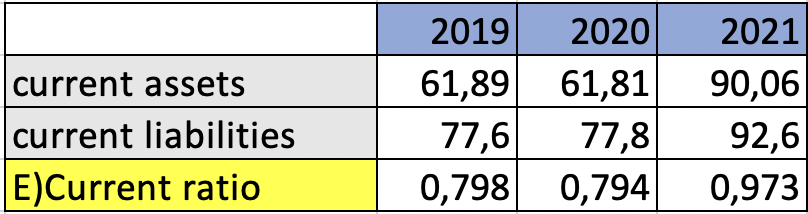 2019 2020 2021
current assets 61,89 61,81 90,06
current liabilities 77,6 77,8 92,6
E)Current ratio 0,798 0,794 0,973